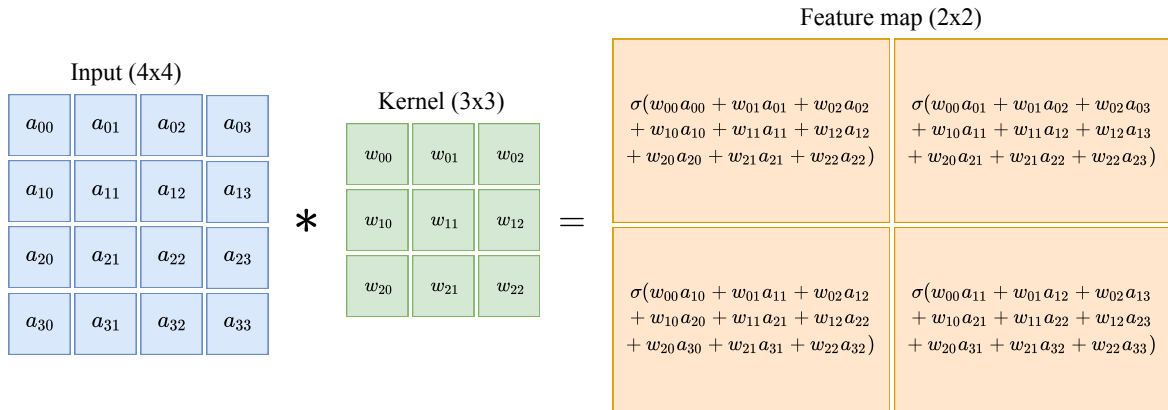 Feature map (2x2)
Input (4x4)
Kernel (3x3)
a₀₀ a₀₁ a₀₂ a₀₃
a₁₀ a₁₁ a₁₂ a₁₃
a₂₀ a₂₁ a₂₂ a₂₃
a₃₀ a₃₁ a₃₂ a₃₃
*
w₀₀ w₀₁ w₀₂
w₁₀ w₁₁ w₁₂
w₂₀ w₂₁ w₂₂
=
σ(w₀₀a₀₀ + w₀₁a₀₁ + w₀₂a₀₂
+ w₁₀a₁₀ + w₁₁a₁₁ + w₁₂a₁₂
+ w₂₀a₂₀ + w₂₁a₂₁ + w₂₂a₂₂)
σ(w₀₀a₀₁ + w₀₁a₀₂ + w₀₂a₀₃
+ w₁₀a₁₁ + w₁₁a₁₂ + w₁₂a₁₃
+ w₂₀a₂₁ + w₂₁a₂₂ + w₂₂a₂₃)
σ(w₀₀a₁₀ + w₀₁a₁₁ + w₀₂a₁₂
+ w₁₀a₂₀ + w₁₁a₂₁ + w₁₂a₂₂
+ w₂₀a₃₀ + w₂₁a₃₁ + w₂₂a₃₂)
σ(w₀₀a₁₁ + w₀₁a₁₂ + w₀₂a₁₃
+ w₁₀a₂₁ + w₁₁a₂₂ + w₁₂a₂₃
+ w₂₀a₃₁ + w₂₁a₃₂ + w₂₂a₃₃)